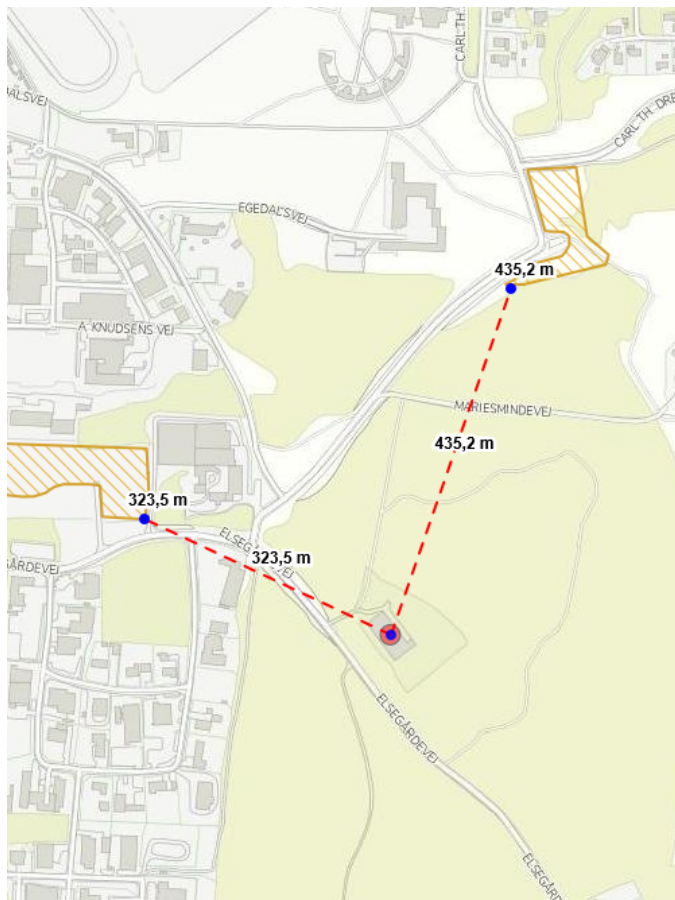 CARL TH.
DALSVEJ
CARL TH. DRE
EGEDALSVEJ
435,2 m
A. KNUDSENS VEJ
MARIESMINDEVEJ
435,2 m
323,5 m
ELSEGÅRDEVEJ
323,5 m
GÅRDEVEJ
ELSEGÅRDEVEJ
ELSEGÅRDEVEJ